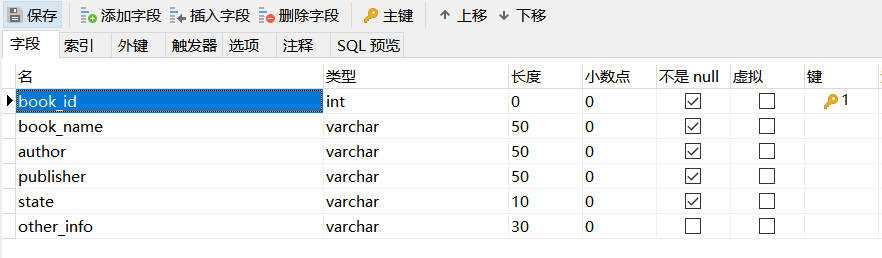 保存 添加字段 插入字段 删除字段 主键 上移 下移
字段 索引 外键 触发器 选项 注释 SQL 预览
名 类型 长度 小数点 不是 null 虚拟 键
book_id int 0 0 1
book_name varchar 50 0
author varchar 50 0
publisher varchar 50 0
state varchar 10 0
other_info varchar 30 0